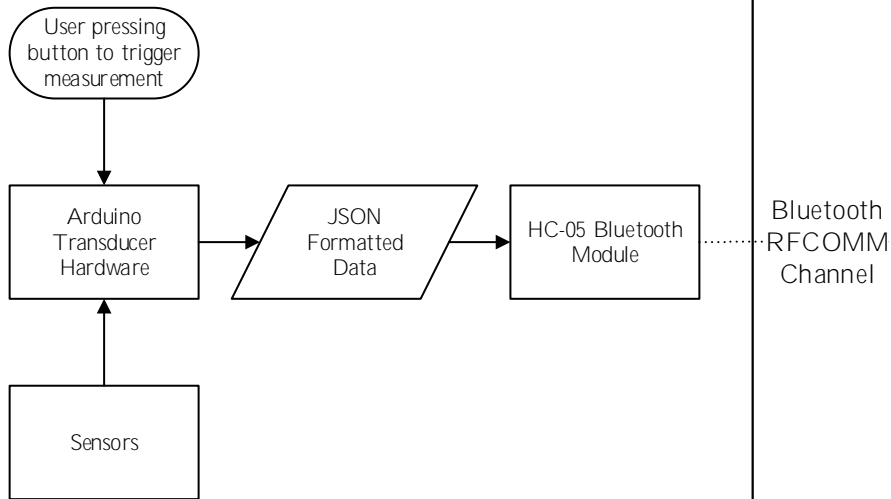 User pressing
button to trigger
measurement
Arduino
Transducer
Hardware
JSON
Formatted
Data
HC-05 Bluetooth
Module
Bluetooth
RFCOMM
Channel
Sensors